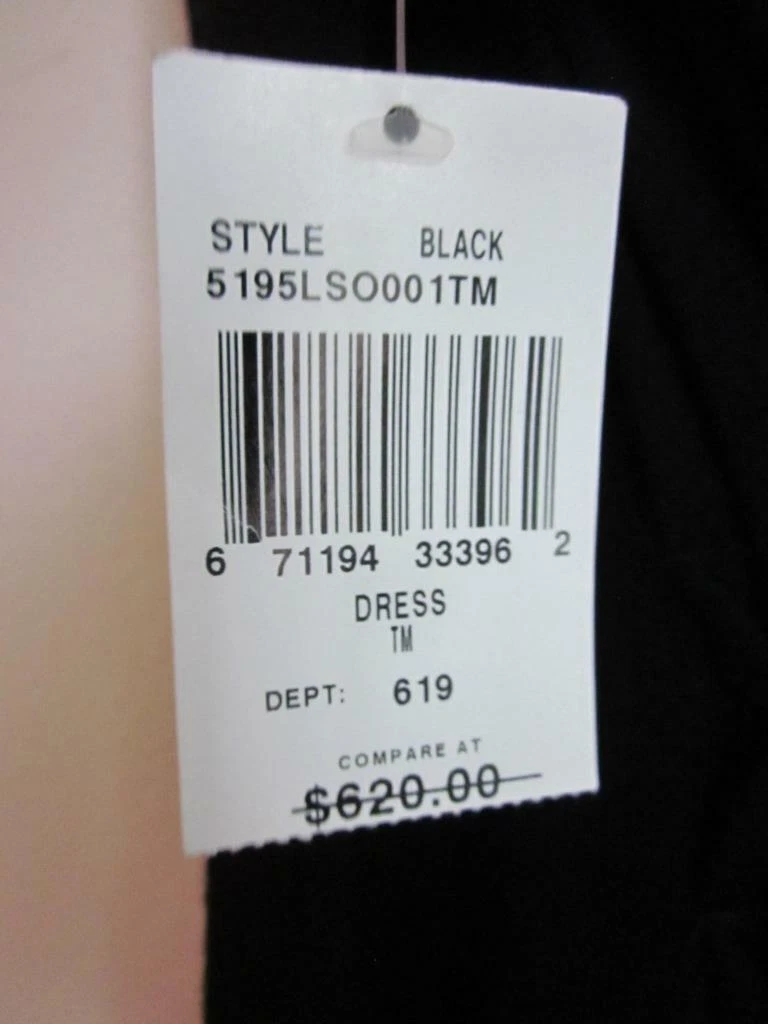 STYLE BLACK
5195LSO001TM
6 71194 33396 2
DRESS
TM
DEPT: 619
COMPARE AT
$620.00